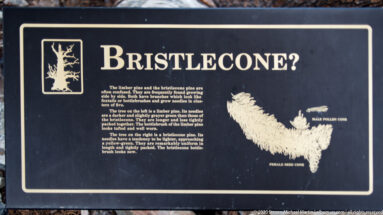 BRISTLECONE?
The limber pine and the bristlecone pine are
often confused. They are frequently found growing
side by side. Both have branches which look like
foxtails or bottlebrushes and grow needles in clus-
ters of five.
The tree on the left is a limber pine. Its needles
are a darker and slightly grayer green than those of
the bristlecone. They are longer and less tightly
packed together. The bottlebrush of the limber pine
looks tufted and well worn.
The tree on the right is a bristlecone pine. Its
needles have a tendency to be lighter, approaching
a yellow-green. They are remarkably uniform in
length and tightly packed. The bristlecone bottle-
brush looks new.
MALE POLLEN CONE
FEMALE SEED CONE